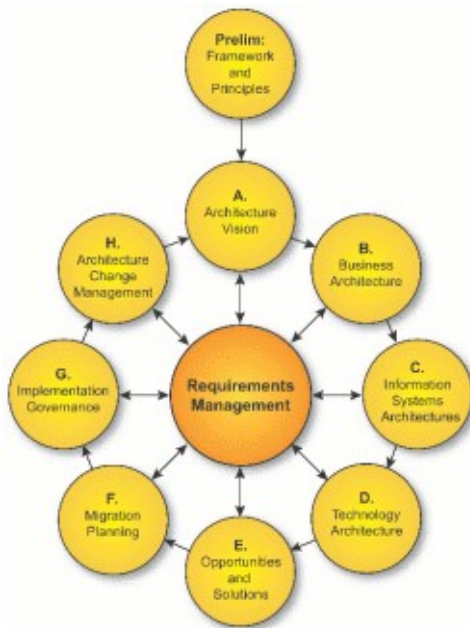 Prelim:
Framework
and
Principles
A.
Architecture
Vision
B.
Business
Architecture
C.
Information
Systems
Architectures
D.
Technology
Architecture
E.
Opportunities
and
Solutions
F.
Migration
Planning
G.
Implementation
Governance
H.
Architecture
Change
Management
Requirements
Management